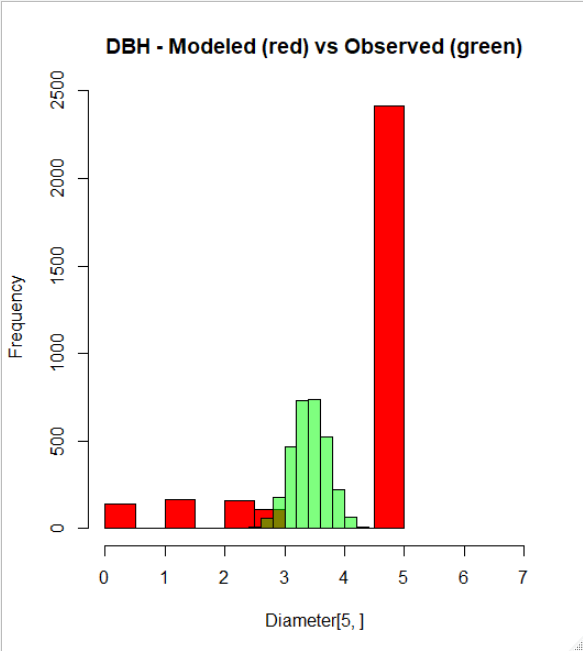 DBH - Modeled (red) vs Observed (green)
2500
2000
1500
1000
500
0
Frequency
0 1 2 3 4 5 6 7
Diameter[5, ]